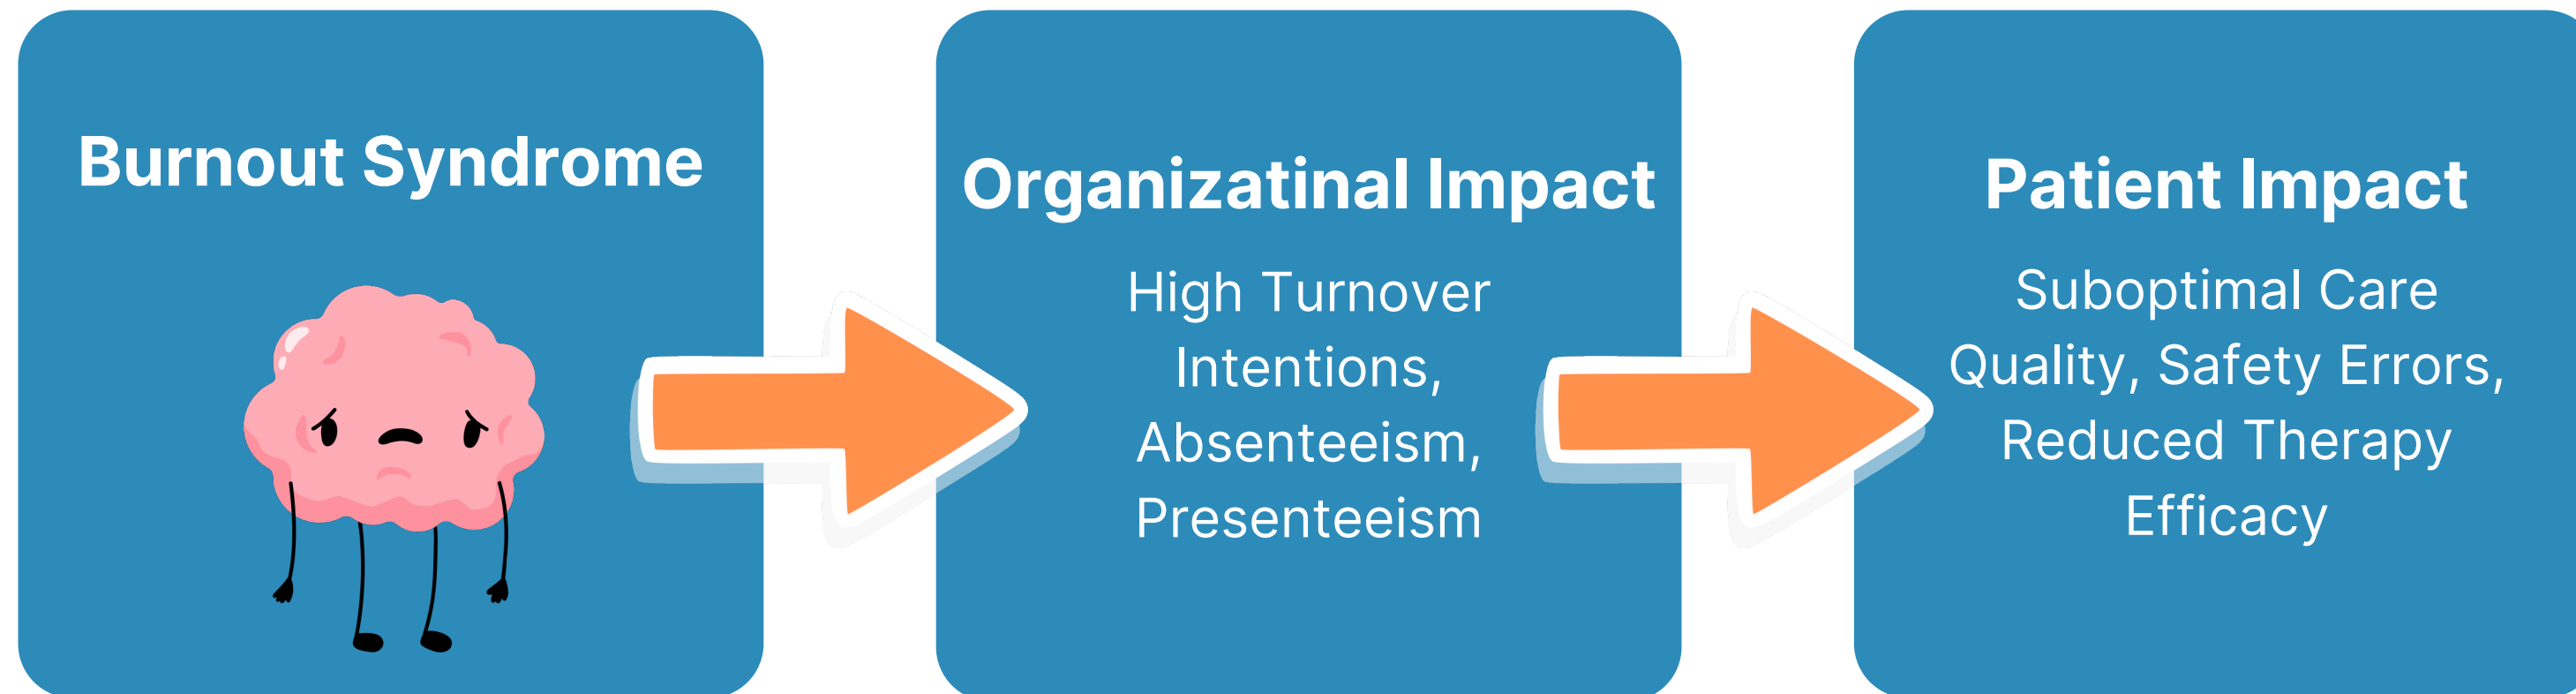 Burnout Syndrome
Organizatinal Impact
High Turnover
Intentions,
Absenteeism,
Presenteeism
Patient Impact
Suboptimal Care
Quality, Safety Errors,
Reduced Therapy
Efficacy